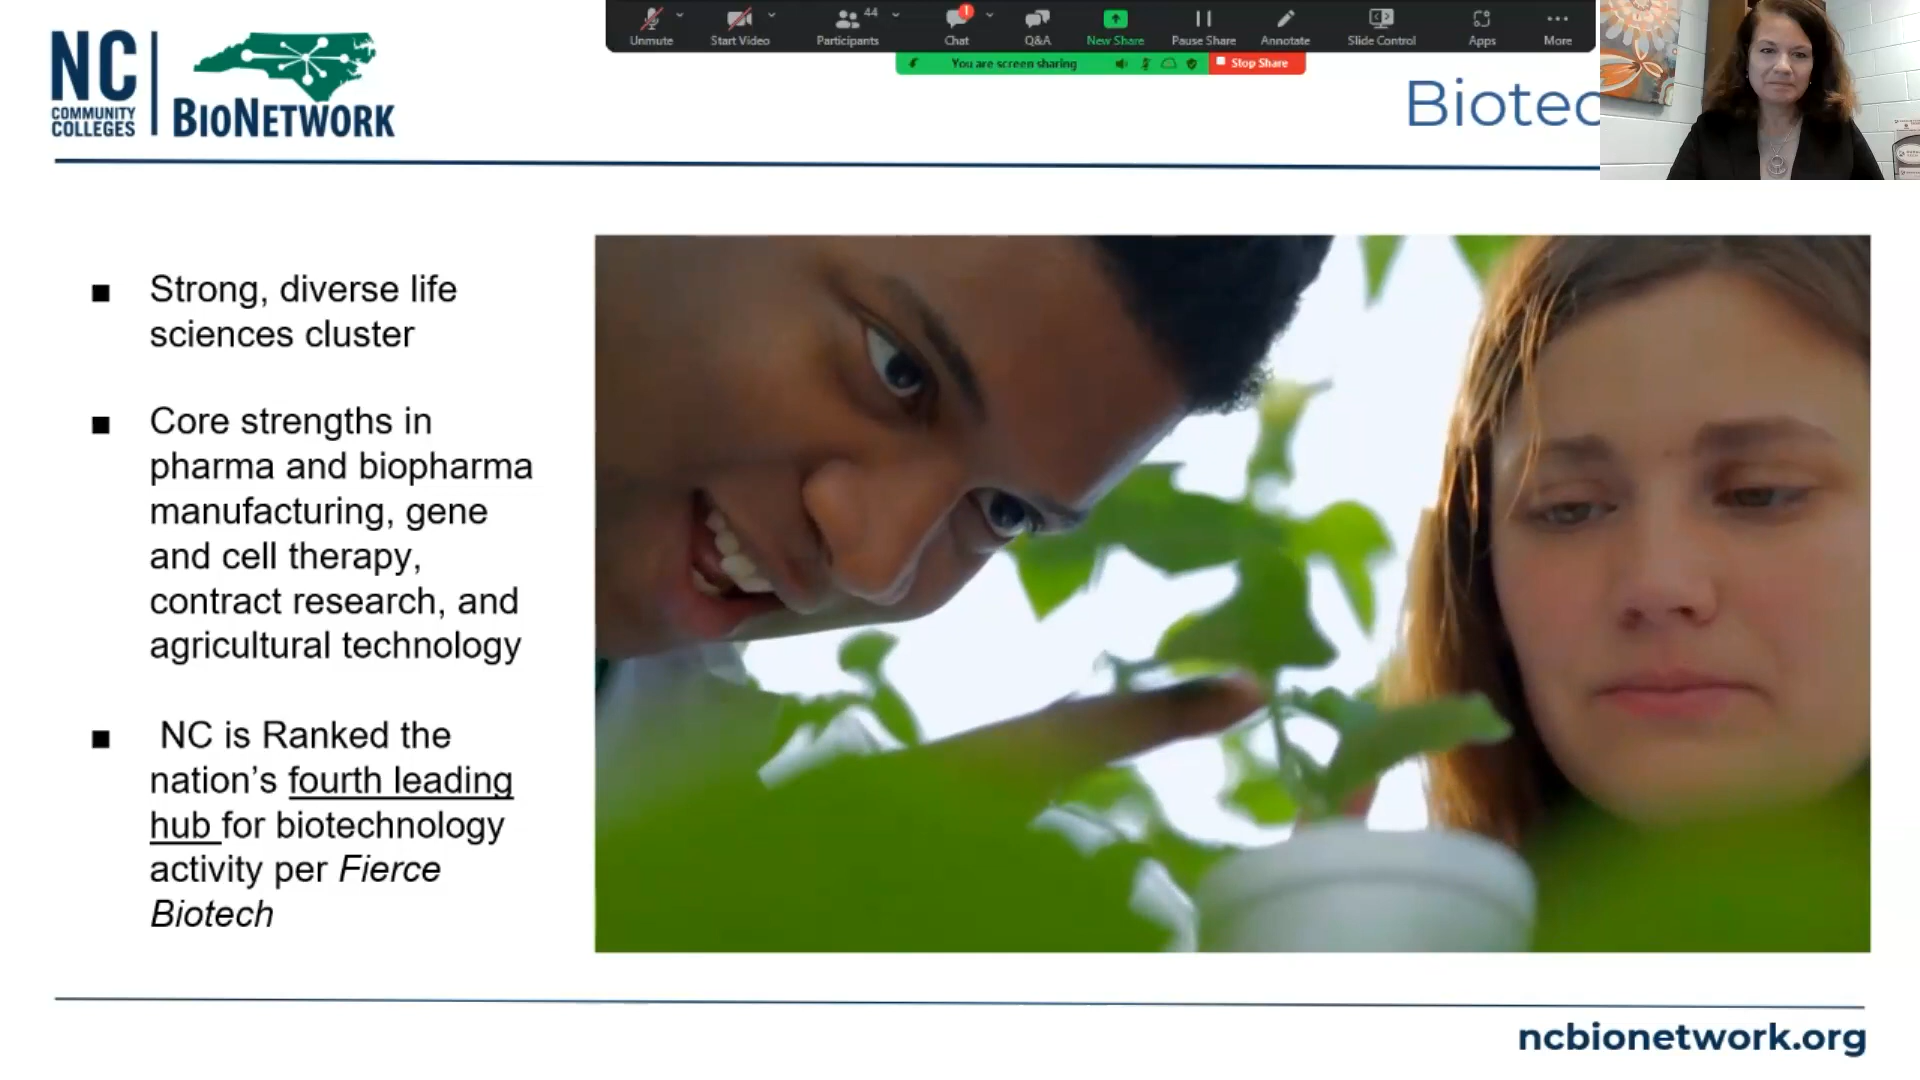 NC
COMMUNITY
COLLEGES
BIONETWORK
Unmute
Start Video
44
Participants
1
Chat
Q&A
New Share
Pause Share
Annotate
Slide Control
Apps
More
You are screen sharing
Stop Share
Biotec
■ Strong, diverse life
sciences cluster
■ Core strengths in
pharma and biopharma
manufacturing, gene
and cell therapy,
contract research, and
agricultural technology
■ NC is Ranked the
nation’s fourth leading
hub for biotechnology
activity per Fierce
Biotech
ncbionetwork.org